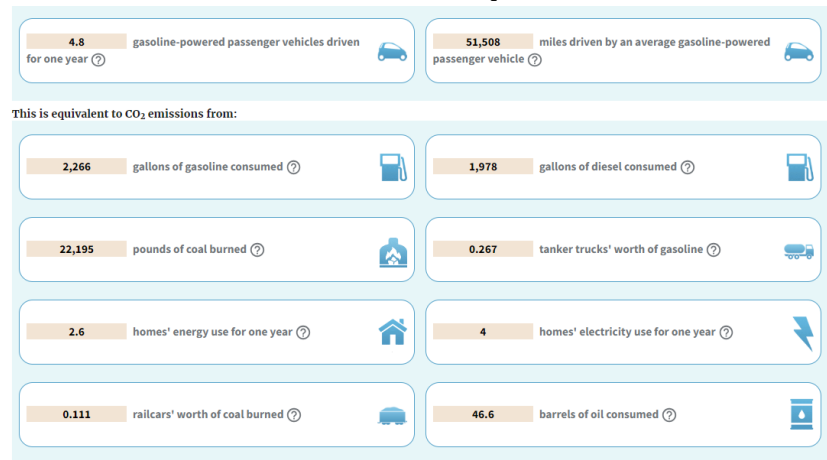 4.8 gasoline-powered passenger vehicles driven
for one year ?
51,508 miles driven by an average gasoline-powered
passenger vehicle ?
This is equivalent to CO₂ emissions from:
2,266 gallons of gasoline consumed ?
1,978 gallons of diesel consumed ?
22,195 pounds of coal burned ?
0.267 tanker trucks' worth of gasoline ?
2.6 homes' energy use for one year ?
4 homes' electricity use for one year ?
0.111 railcars' worth of coal burned ?
46.6 barrels of oil consumed ?